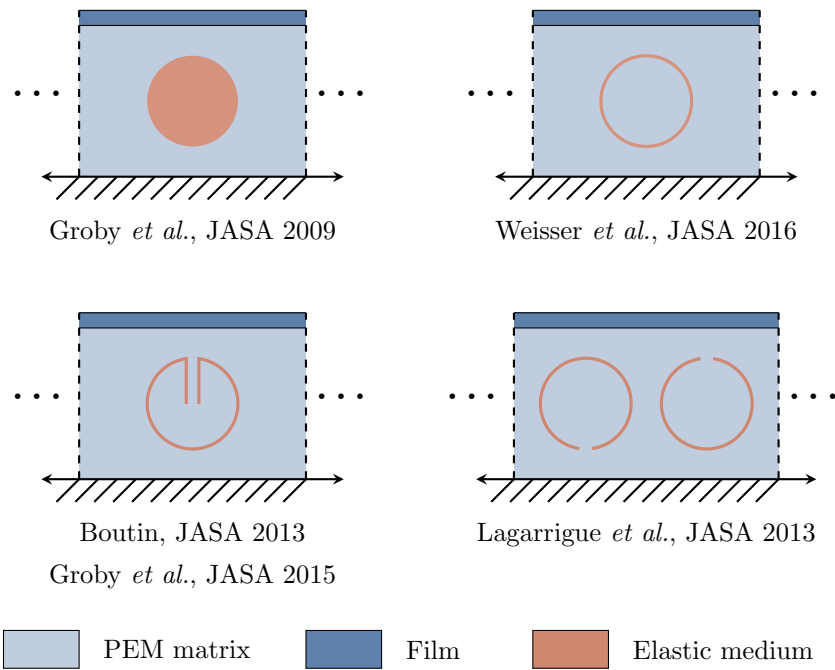 Groby et al., JASA 2009
Weisser et al., JASA 2016
Boutin, JASA 2013
Groby et al., JASA 2015
Lagarrigue et al., JASA 2013
PEM matrix
Film
Elastic medium